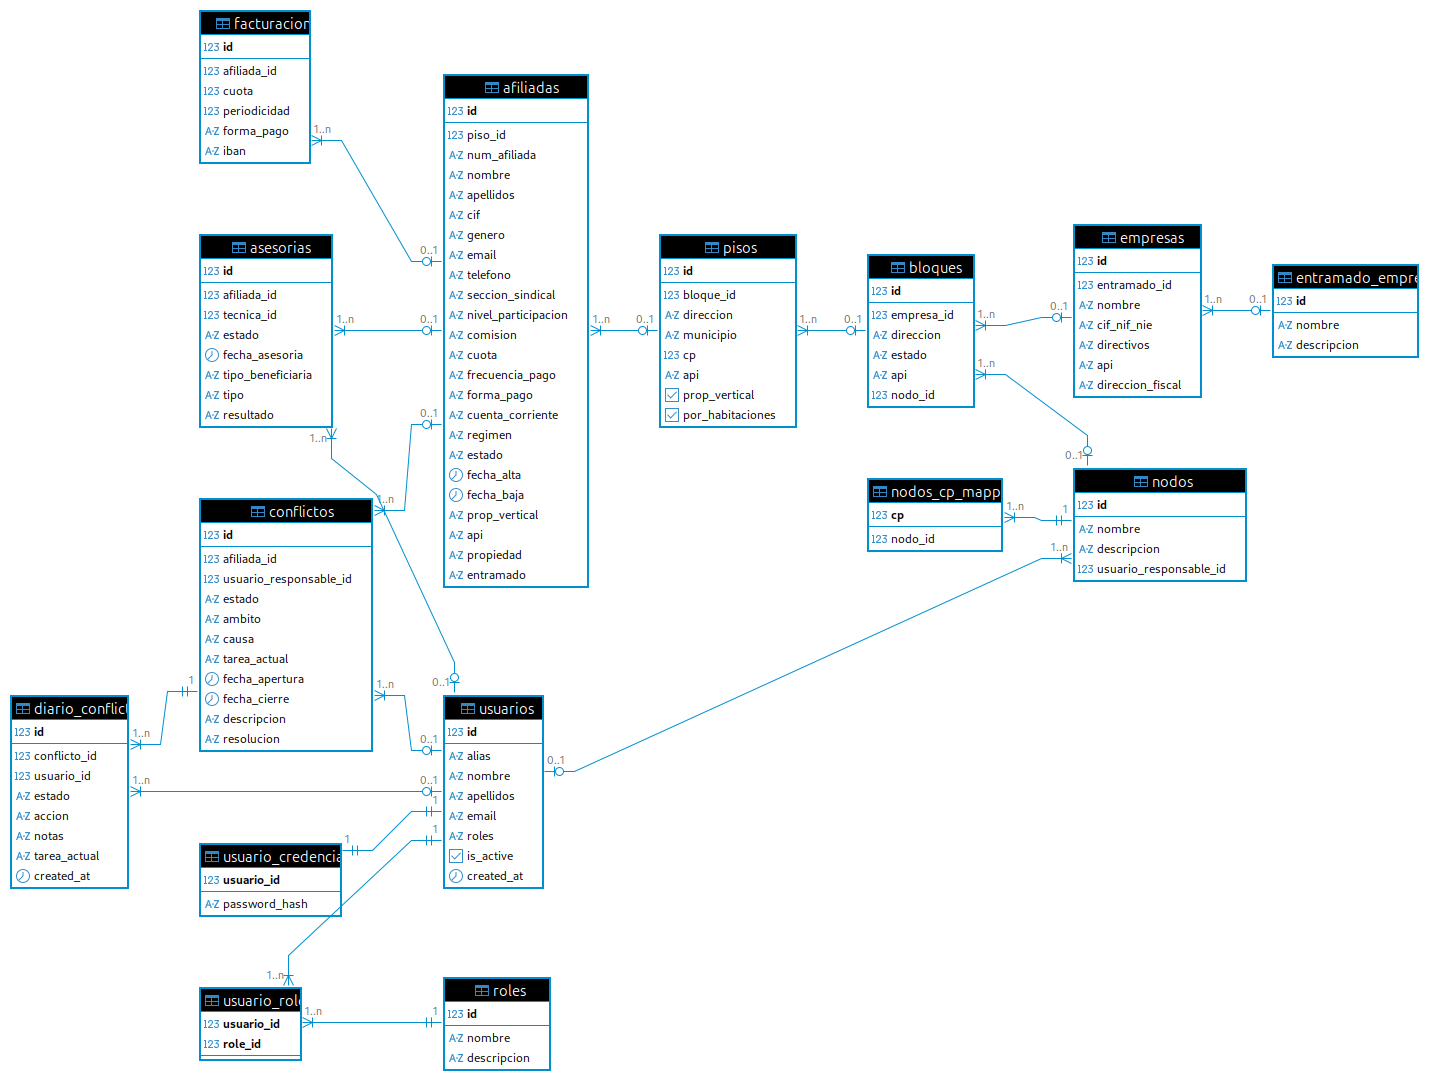 facturacion
123 id
123 afiliada_id
123 cuota
123 periodicidad
A-Z forma_pago
A-Z iban
1..n
0..1
afiliadas
123 id
123 piso_id
A-Z num_afiliada
A-Z nombre
A-Z apellidos
A-Z cif
A-Z genero
A-Z email
A-Z telefono
A-Z seccion_sindical
A-Z nivel_participacion
A-Z comision
A-Z cuota
A-Z frecuencia_pago
A-Z forma_pago
A-Z cuenta_corriente
A-Z regimen
A-Z estado
fecha_alta
fecha_baja
A-Z prop_vertical
A-Z api
A-Z propiedad
A-Z entramado
asesorias
123 id
123 afiliada_id
123 tecnica_id
A-Z estado
fecha_asesoria
A-Z tipo_beneficiaria
A-Z tipo
A-Z resultado
1..n
0..1
1..n
0..1
1..n
0..1
pisos
123 id
123 bloque_id
A-Z direccion
A-Z municipio
123 cp
A-Z api
prop_vertical
por_habitaciones
1..n
0..1
1..n
0..1
bloques
123 id
123 empresa_id
A-Z direccion
A-Z estado
A-Z api
123 nodo_id
1..n
0..1
1..n
0..1
empresas
123 id
123 entramado_id
A-Z nombre
A-Z cif_nif_nie
A-Z directivos
A-Z api
A-Z direccion_fiscal
1..n
0..1
entramado_empre
123 id
A-Z nombre
A-Z descripcion
nodos_cp_mapp
123 cp
123 nodo_id
1..n
1
nodos
123 id
A-Z nombre
A-Z descripcion
123 usuario_responsable_id
1..n
0..1
conflictos
123 id
123 afiliada_id
123 usuario_responsable_id
A-Z estado
A-Z ambito
A-Z causa
A-Z tarea_actual
fecha_apertura
fecha_cierre
A-Z descripcion
A-Z resolucion
1..n
0..1
1
1..n
diario_conflict
123 id
123 conflicto_id
123 usuario_id
A-Z estado
A-Z accion
A-Z notas
A-Z tarea_actual
created_at
1..n
0..1
usuarios
123 id
A-Z alias
A-Z nombre
A-Z apellidos
A-Z email
A-Z roles
is_active
created_at
1
1
1
usuario_credencia
123 usuario_id
A-Z password_hash
1..n
usuario_role
123 usuario_id
123 role_id
1..n
1
roles
123 id
A-Z nombre
A-Z descripcion